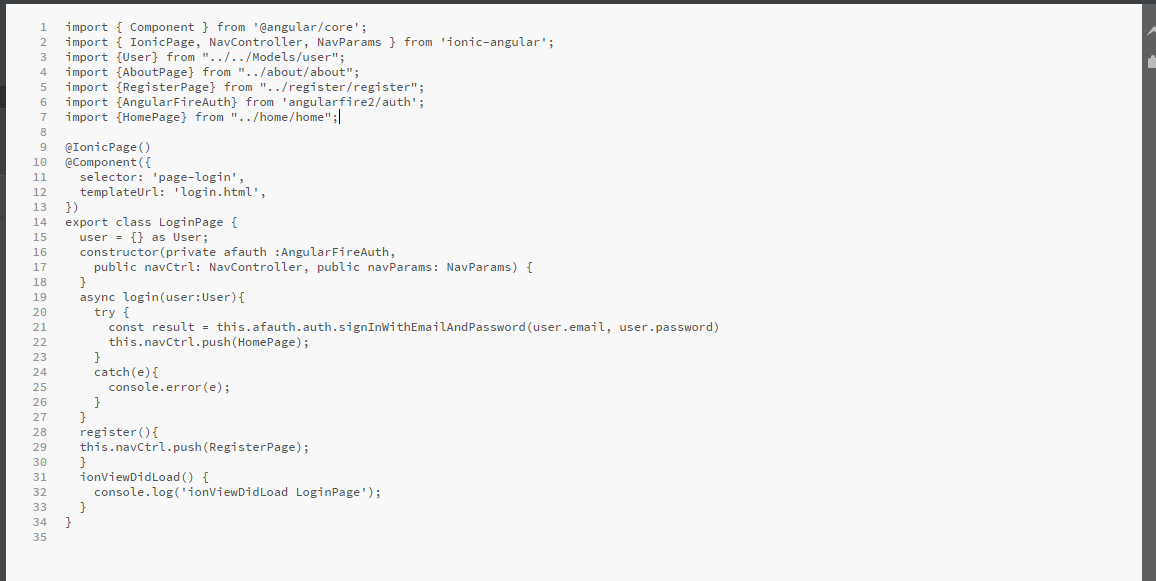 1 import { Component } from '@angular/core';
2 import { IonicPage, NavController, NavParams } from 'ionic-angular';
3 import {User} from "../../Models/user";
4 import {AboutPage} from "../about/about";
5 import {RegisterPage} from "../register/register";
6 import {AngularFireAuth} from 'angularfire2/auth';
7 import {HomePage} from "../home/home";
8
9 @IonicPage()
10 @Component({
11   selector: 'page-login',
12   templateUrl: 'login.html',
13 })
14 export class LoginPage {
15   user = {} as User;
16   constructor(private afauth :AngularFireAuth,
17     public navCtrl: NavController, public navParams: NavParams) {
18   }
19   async login(user:User){
20     try {
21       const result = this.afauth.auth.signInWithEmailAndPassword(user.email, user.password)
22       this.navCtrl.push(HomePage);
23     }
24     catch(e){
25       console.error(e);
26     }
27   }
28   register(){
29   this.navCtrl.push(RegisterPage);
30   }
31   ionViewDidLoad() {
32     console.log('ionViewDidLoad LoginPage');
33   }
34 }
35